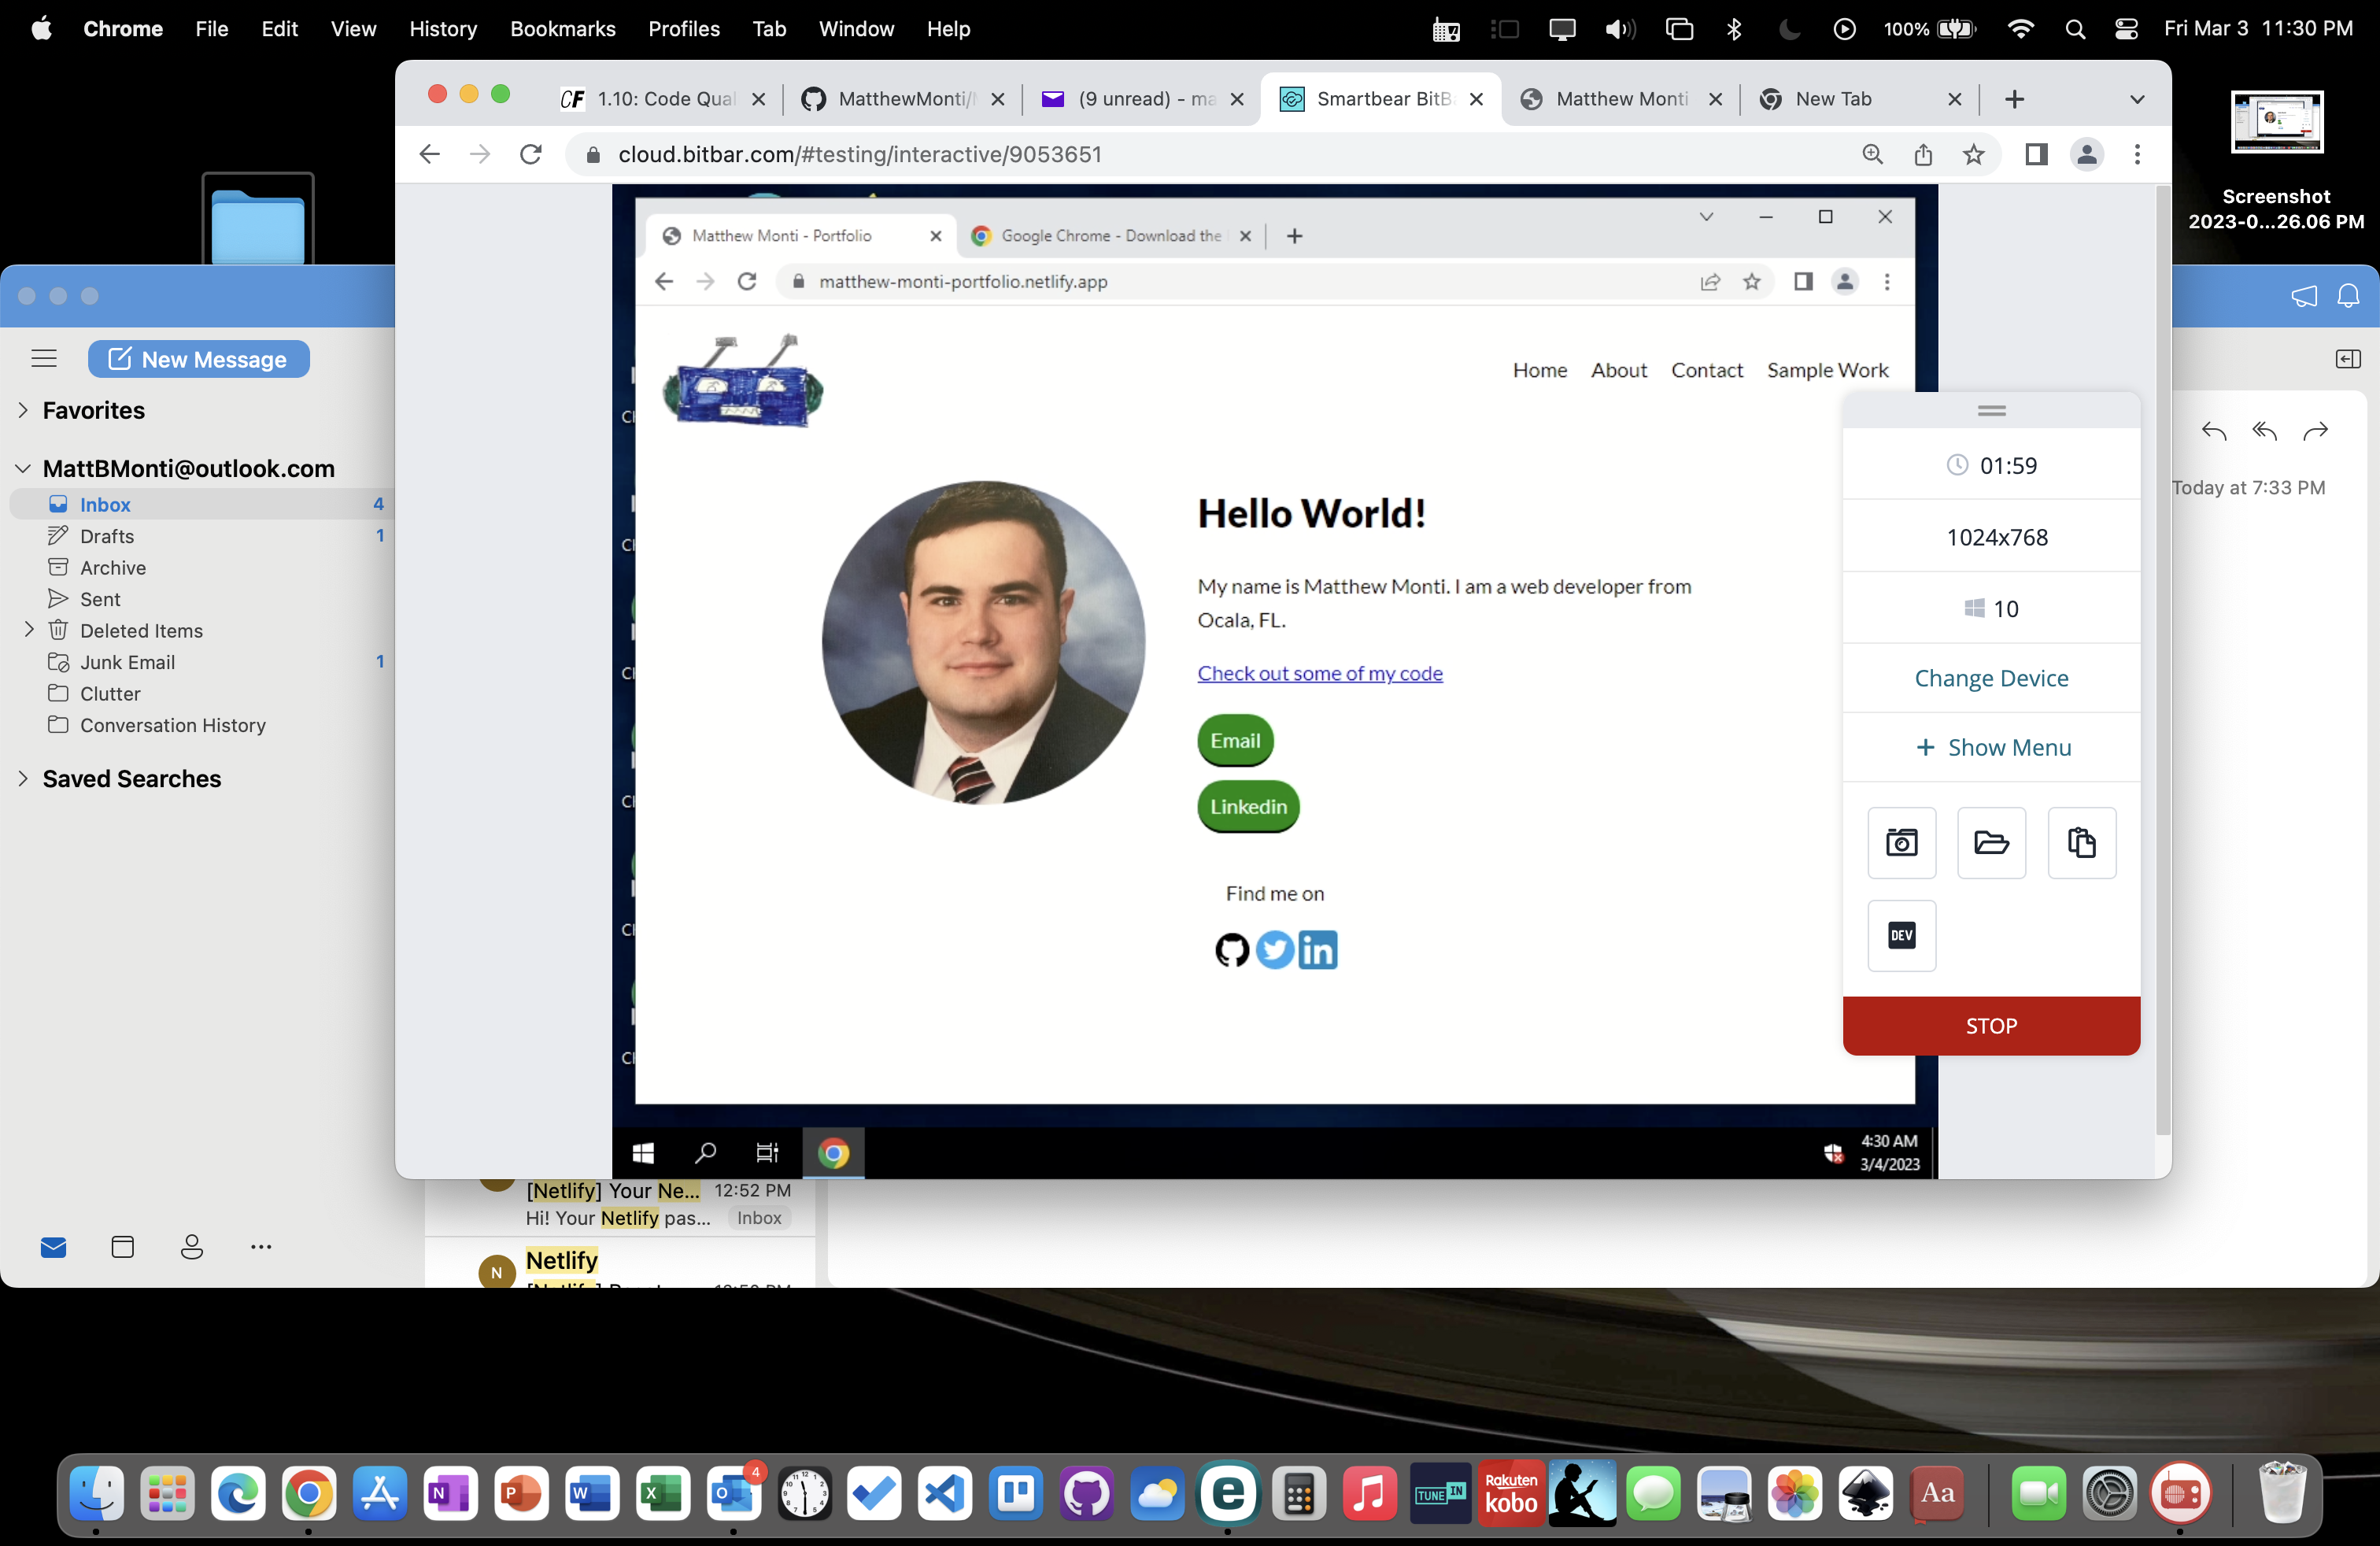 Chrome File Edit View History Bookmarks Profiles Tab Window Help 100% Fri Mar 3 11:30 PM
CF 1.10: Code Qual MatthewMonti/ (9 unread) - ma Smartbear BitB Matthew Monti New Tab
cloud.bitbar.com/#testing/interactive/9053651
Screenshot
2023-0...26.06 PM
Matthew Monti - Portfolio Google Chrome - Download the
matthew-monti-portfolio.netlify.app
New Message
Favorites
MattBMonti@outlook.com
Inbox 4
Drafts 1
Archive
Sent
Deleted Items
Junk Email 1
Clutter
Conversation History
Saved Searches
Home About Contact Sample Work
Hello World!
My name is Matthew Monti. I am a web developer from
Ocala, FL.
Check out some of my code
Email
Linkedin
Find me on
in
01:59
1024x768
10
Change Device
+ Show Menu
DEV
STOP
Today at 7:33 PM
4:30 AM
3/4/2023
[Netlify] Your Ne... 12:52 PM
Hi! Your Netlify pas... Inbox
N Netlify
N P W X O 4 TUNE IN Rakuten kobo Aa